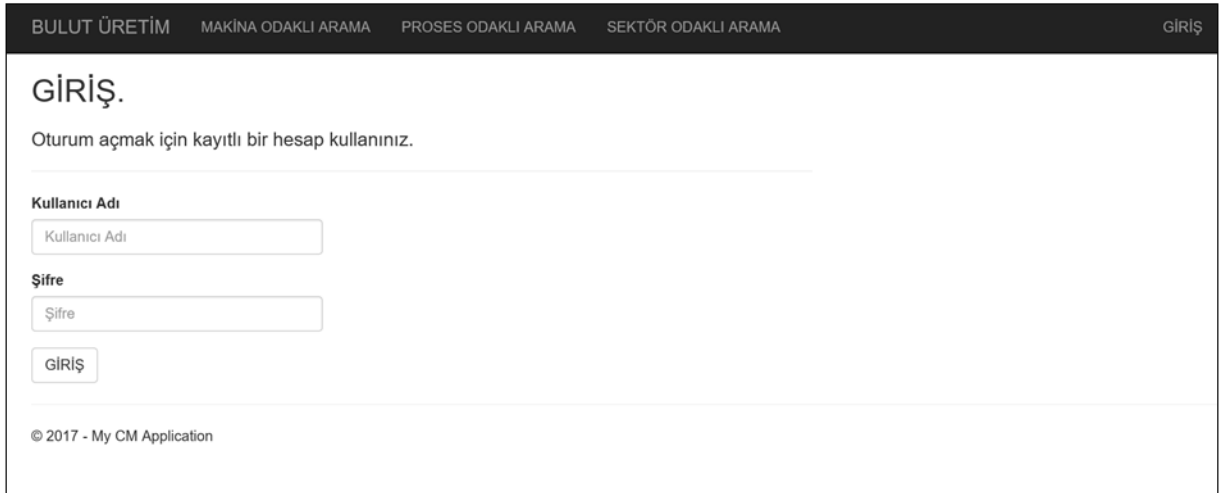 BULUT ÜRETİM MAKİNA ODAKLI ARAMA PROSES ODAKLI ARAMA SEKTÖR ODAKLI ARAMA GİRİŞ
GİRİŞ.
Oturum açmak için kayıtlı bir hesap kullanınız.
Kullanıcı Adı
Kullanıcı Adı
Şifre
Şifre
GİRİŞ
© 2017 - My CM Application